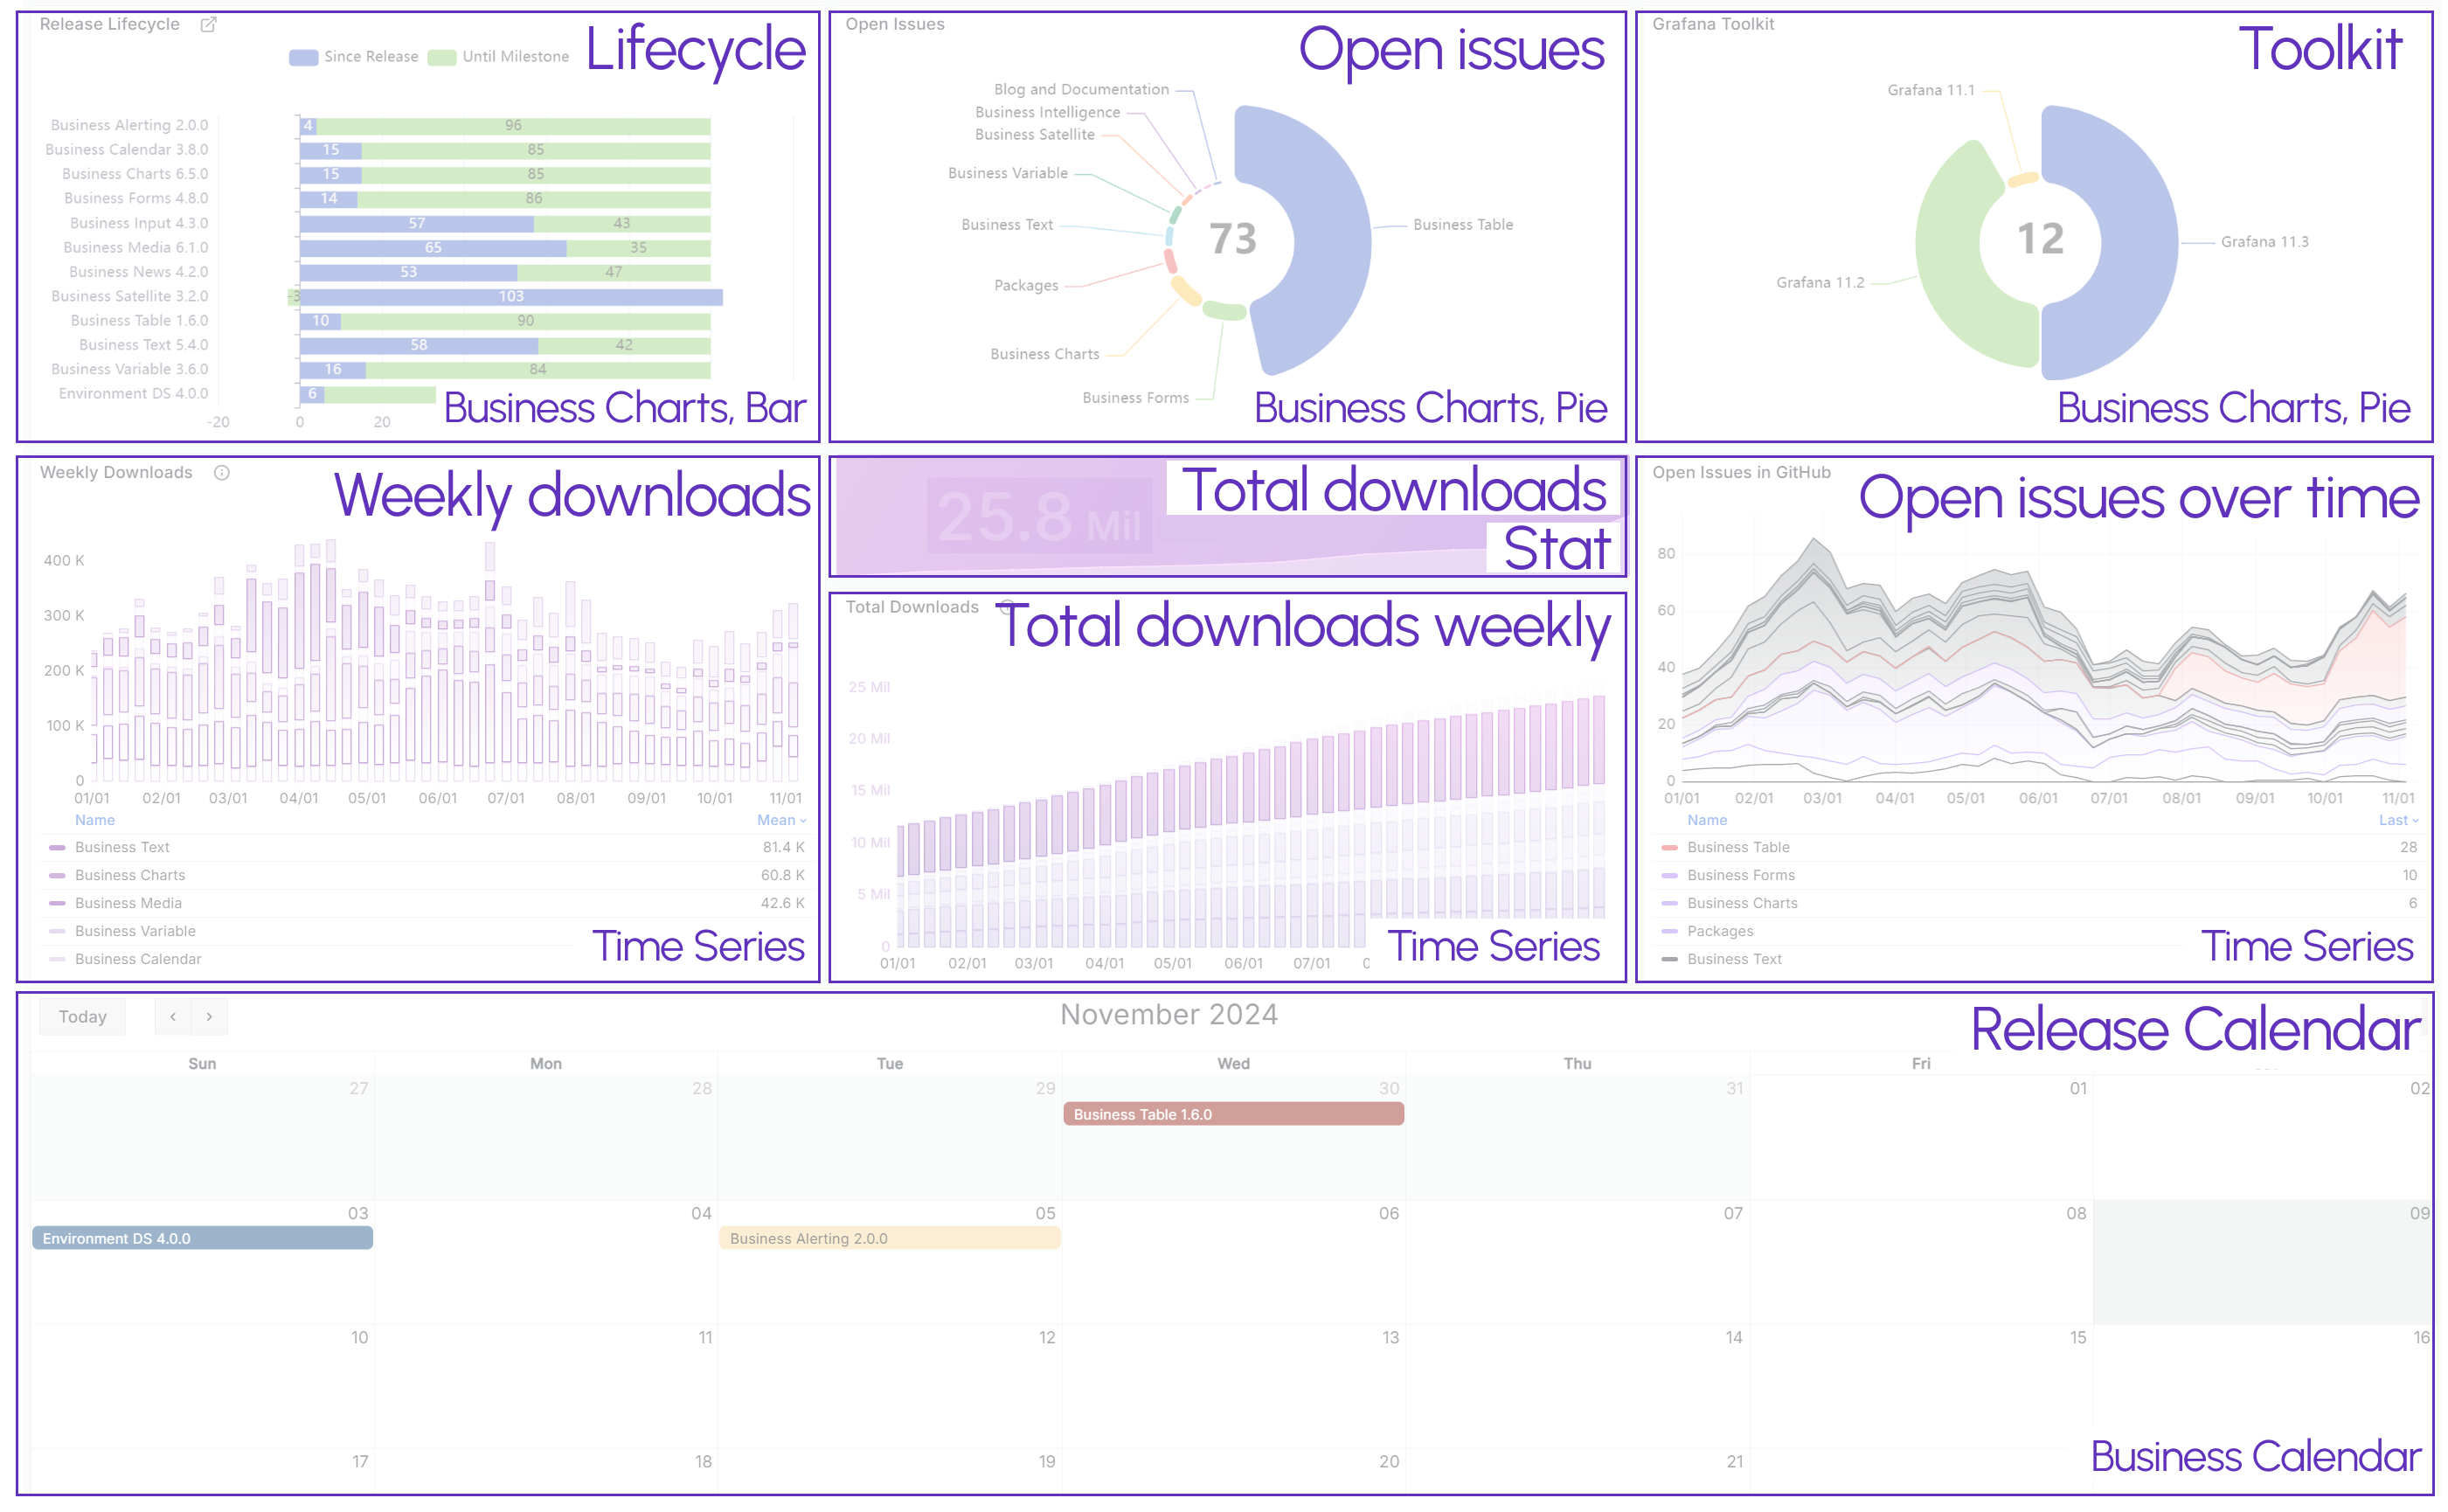 Release Lifecycle
Lifecycle
Since Release
Until Milestone
Business Alerting 2.0.0 4 96
Business Calendar 3.8.0 15 85
Business Charts 6.5.0 15 85
Business Forms 4.8.0 14 86
Business Input 4.3.0 57 43
Business Media 6.1.0 65 35
Business News 4.2.0 53 47
Business Satellite 3.2.0 -3 103
Business Table 1.6.0 10 90
Business Text 5.4.0 58 42
Business Variable 3.6.0 16 84
Environment DS 4.0.0 6
-20 0 20
Business Charts, Bar
Open Issues
Open issues
Blog and Documentation
Business Intelligence
Business Satellite
Business Variable
Business Text
Packages
Business Charts
Business Forms
Business Table
73
Business Charts, Pie
Grafana Toolkit
Toolkit
Grafana 11.1
Grafana 11.2
Grafana 11.3
12
Business Charts, Pie
Weekly Downloads
Weekly downloads
400 K
300 K
200 K
100 K
0
01/01 02/01 03/01 04/01 05/01 06/01 07/01 08/01 09/01 10/01 11/01
Name Mean
Business Text 81.4 K
Business Charts 60.8 K
Business Media 42.6 K
Business Variable
Business Calendar
Time Series
25.8 Mil
Total downloads
Stat
Total Downloads
Total downloads weekly
25 Mil
20 Mil
15 Mil
10 Mil
5 Mil
0
01/01 02/01 03/01 04/01 05/01 06/01 07/01
Time Series
Open Issues in GitHub
Open issues over time
80
60
40
20
0
01/01 02/01 03/01 04/01 05/01 06/01 07/01 08/01 09/01 10/01 11/01
Name Last
Business Table 28
Business Forms 10
Business Charts 6
Packages
Business Text
Time Series
Today
November 2024
Release Calendar
Sun Mon Tue Wed Thu Fri
27 28 29 30 31 01 02
Business Table 1.6.0
03 04 05 06 07 08 09
Environment DS 4.0.0
Business Alerting 2.0.0
10 11 12 13 14 15 16
17 18 19 20 21
Business Calendar